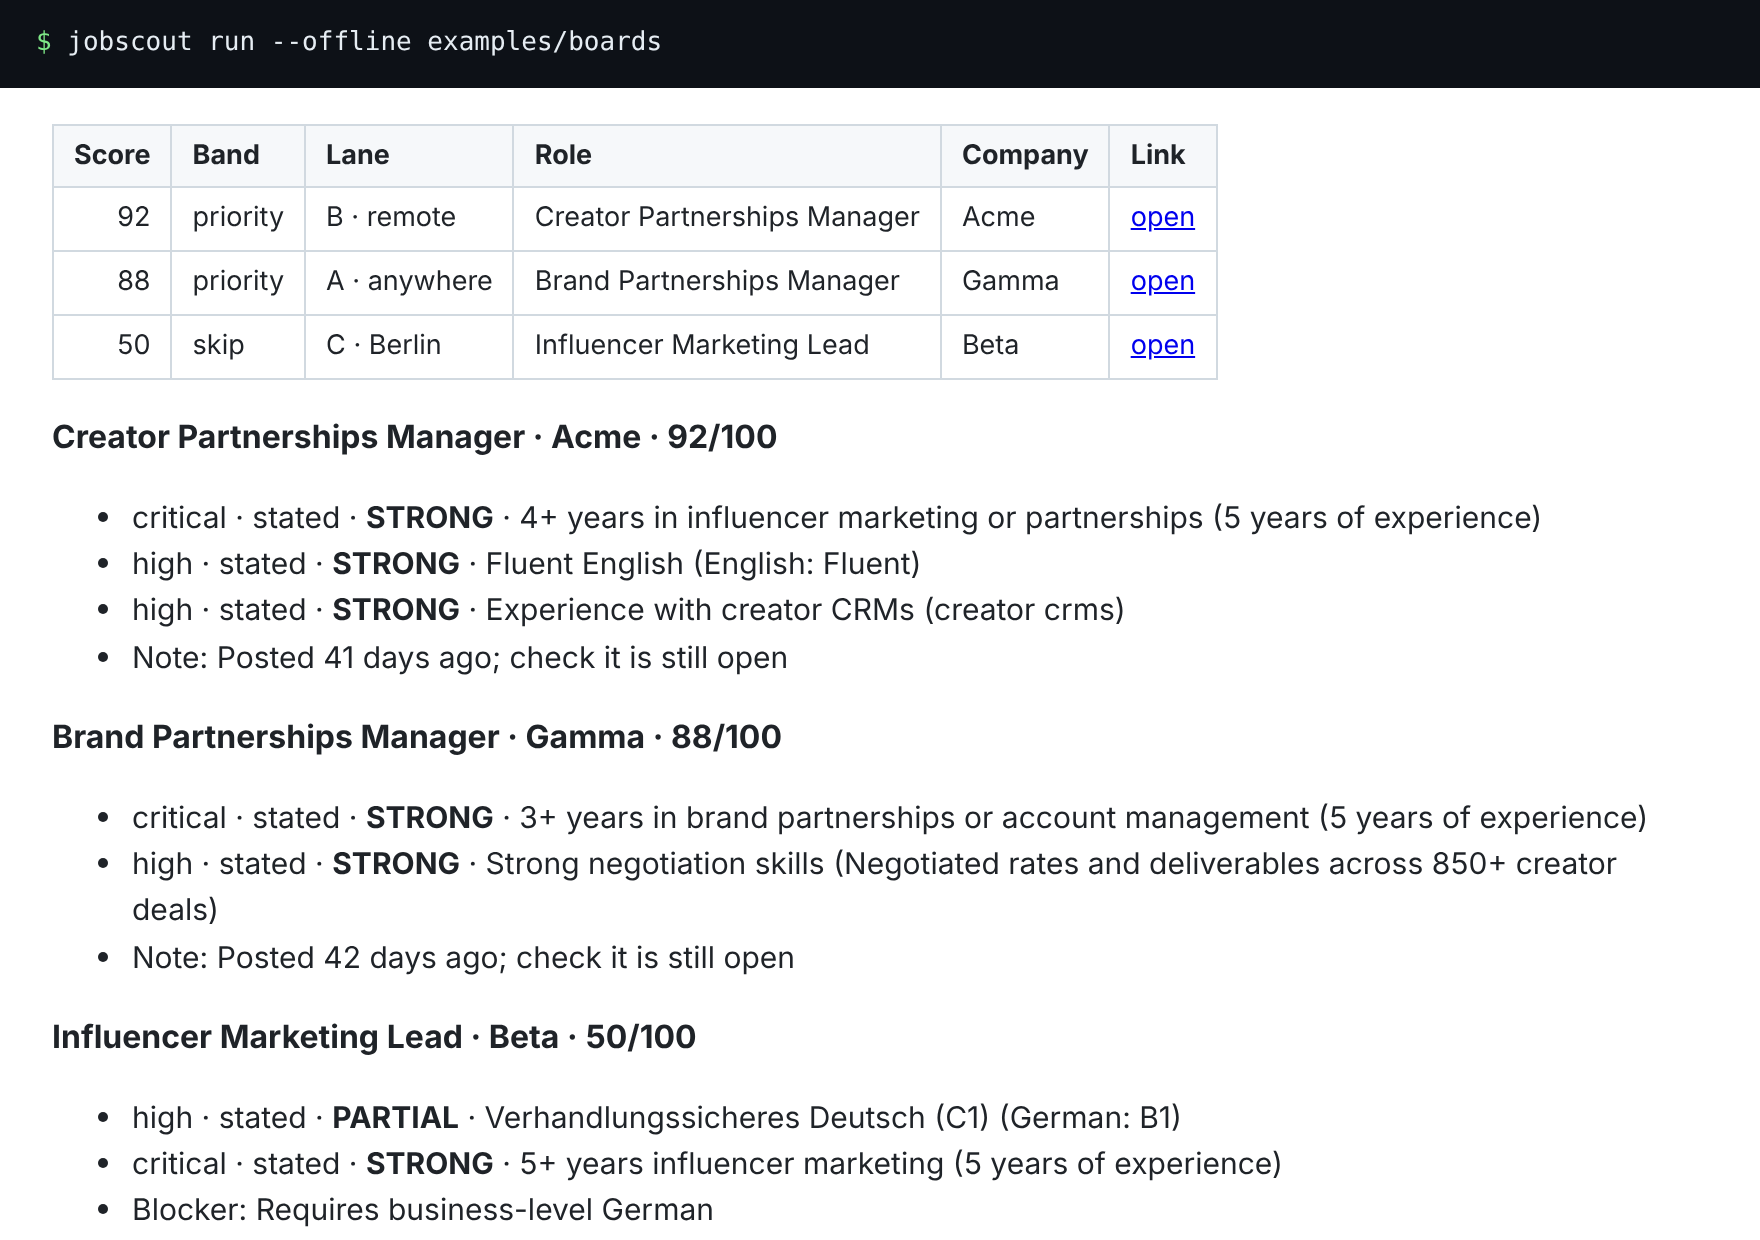 $ jobscout run --offline examples/boards
Score Band Lane Role Company Link
92 priority B · remote Creator Partnerships Manager Acme open
88 priority A · anywhere Brand Partnerships Manager Gamma open
50 skip C · Berlin Influencer Marketing Lead Beta open
Creator Partnerships Manager · Acme · 92/100
• critical · stated · STRONG · 4+ years in influencer marketing or partnerships (5 years of experience)
• high · stated · STRONG · Fluent English (English: Fluent)
• high · stated · STRONG · Experience with creator CRMs (creator crms)
• Note: Posted 41 days ago; check it is still open
Brand Partnerships Manager · Gamma · 88/100
• critical · stated · STRONG · 3+ years in brand partnerships or account management (5 years of experience)
• high · stated · STRONG · Strong negotiation skills (Negotiated rates and deliverables across 850+ creator
deals)
• Note: Posted 42 days ago; check it is still open
Influencer Marketing Lead · Beta · 50/100
• high · stated · PARTIAL · Verhandlungssicheres Deutsch (C1) (German: B1)
• critical · stated · STRONG · 5+ years influencer marketing (5 years of experience)
• Blocker: Requires business-level German